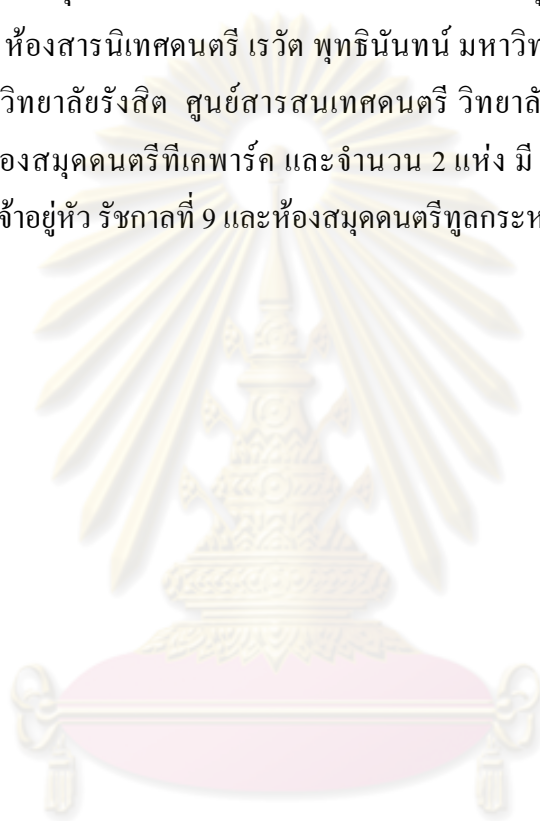 ห้องสารนิเทศดนตรี เรวัต พุทธินันทน์ มหาวิท
วิทยาลัยรังสิต ศูนย์สารสนเทศดนตรี วิทยาลั
องสมุดดนตรีทีเคพาร์ค และจำนวน 2 แห่ง มี
จ้าอยู่หัว รัชกาลที่ 9 และห้องสมุดดนตรีทูลกระห